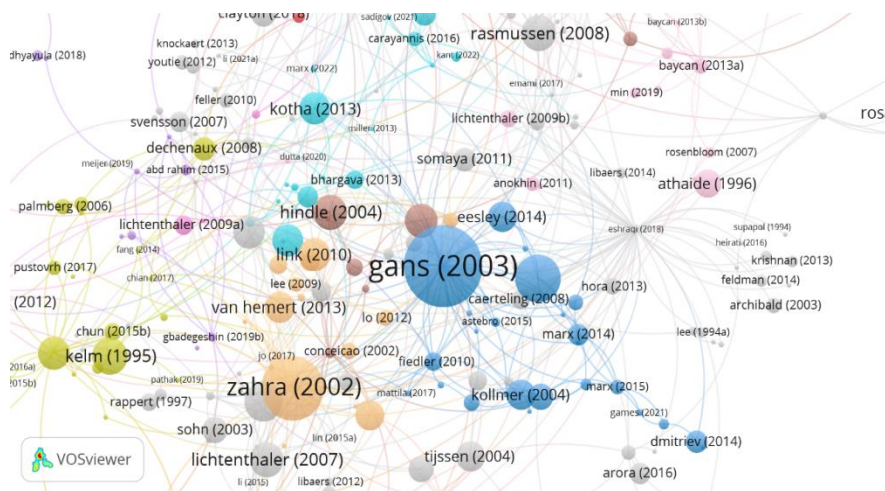 clayton (2018)
sadigov (2021)
baycan (2013b)
carayannis (2016)
rasmussen (2008)
knockaert (2013)
dhyayula (2018)
youtie (2012)
li (2021a)
marx (2022)
kant (2022)
baycan (2013a)
emami (2017)
min (2019)
feller (2010)
kotha (2013)
svensson (2007)
lichtenthaler (2009b)
ros
miller (2013)
dechenaux (2008)
dutta (2020)
somaya (2011)
rosenbloom (2007)
meijer (2019)
abd rahim (2015)
bhargava (2013)
libaers (2014)
anokhin (2011)
athaide (1996)
palmberg (2006)
hindle (2004)
eesley (2014)
lichtenthaler (2009a)
supapol (1994)
eshraqi (2018)
heirati (2016)
fang (2014)
link (2010)
gans (2003)
krishnan (2013)
pustovrh (2017)
chian (2017)
lee (2009)
feldman (2014)
hora (2013)
(2012)
van hemert (2013)
caerteling (2008)
archibald (2003)
lo (2012)
astebro (2015)
chun (2015b)
gbadegeshin (2019b)
marx (2014)
lee (1994a)
kelm (1995)
jo (2017)
conceicao (2002)
fiedler (2010)
2016a)
2015b)
pathak (2019)
zahra (2002)
mattila (2017)
kollmer (2004)
marx (2015)
rappert (1997)
games (2021)
sohn (2003)
lin (2015a)
dmitriev (2014)
VOSviewer
lichtenthaler (2007)
tijssen (2004)
arora (2016)
li (2015)
libaers (2012)